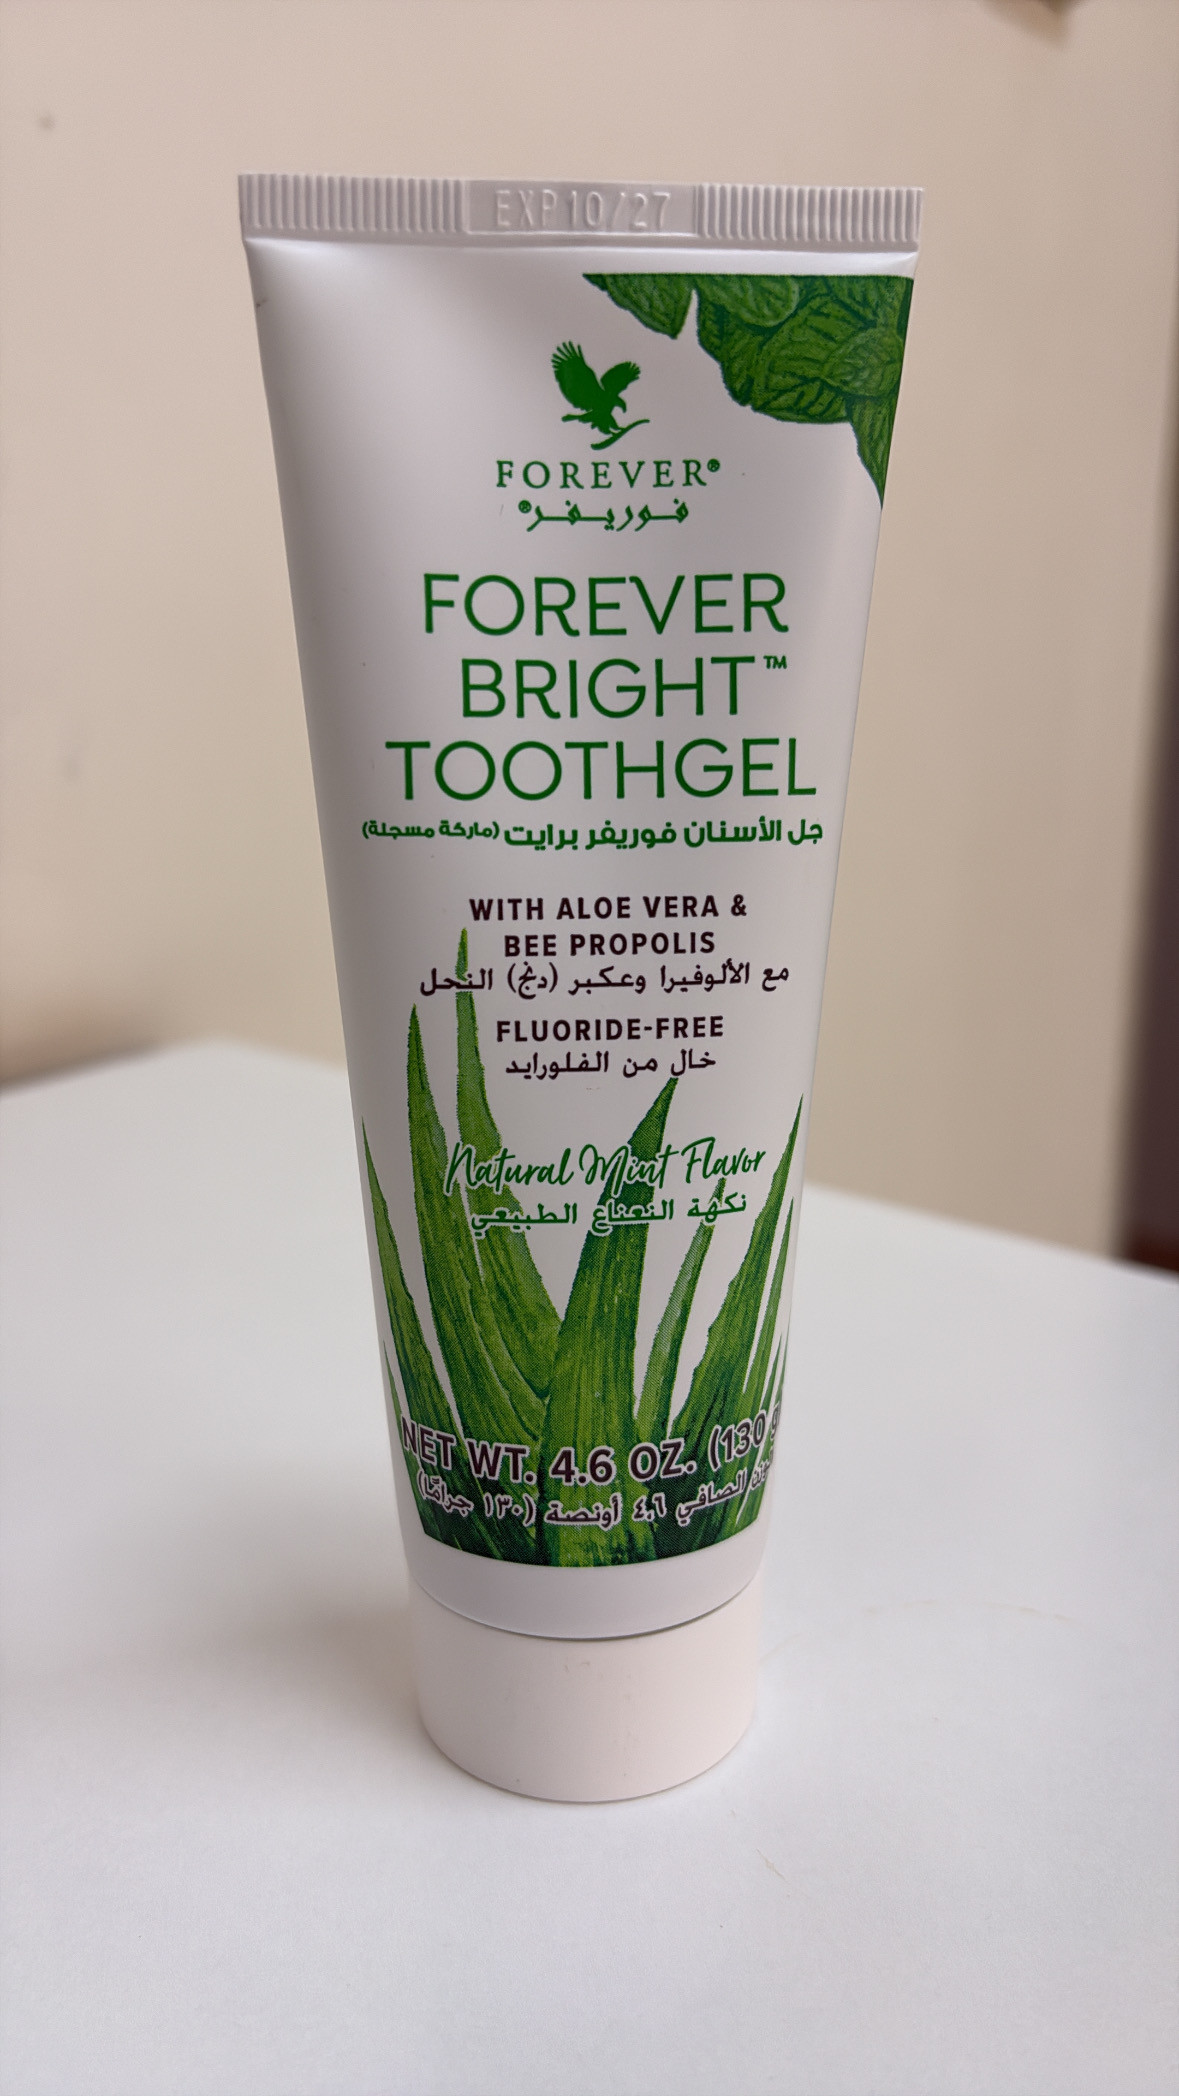 EXP 10/27
FOREVER®
فوريفر®
FOREVER
BRIGHT™
TOOTHGEL
جل الأسنان فوريفر برايت (ماركة مسجلة)
WITH ALOE VERA &
BEE PROPOLIS
مع الألوفيرا وعكبر (دنج) النحل
FLUORIDE-FREE
خال من الفلورايد
Natural Mint Flavor
نكهة النعناع الطبيعي
NET WT. 4.6 OZ. (130 g
الصافي ٤,٦ أونصة (١٣٠ جرامًا)